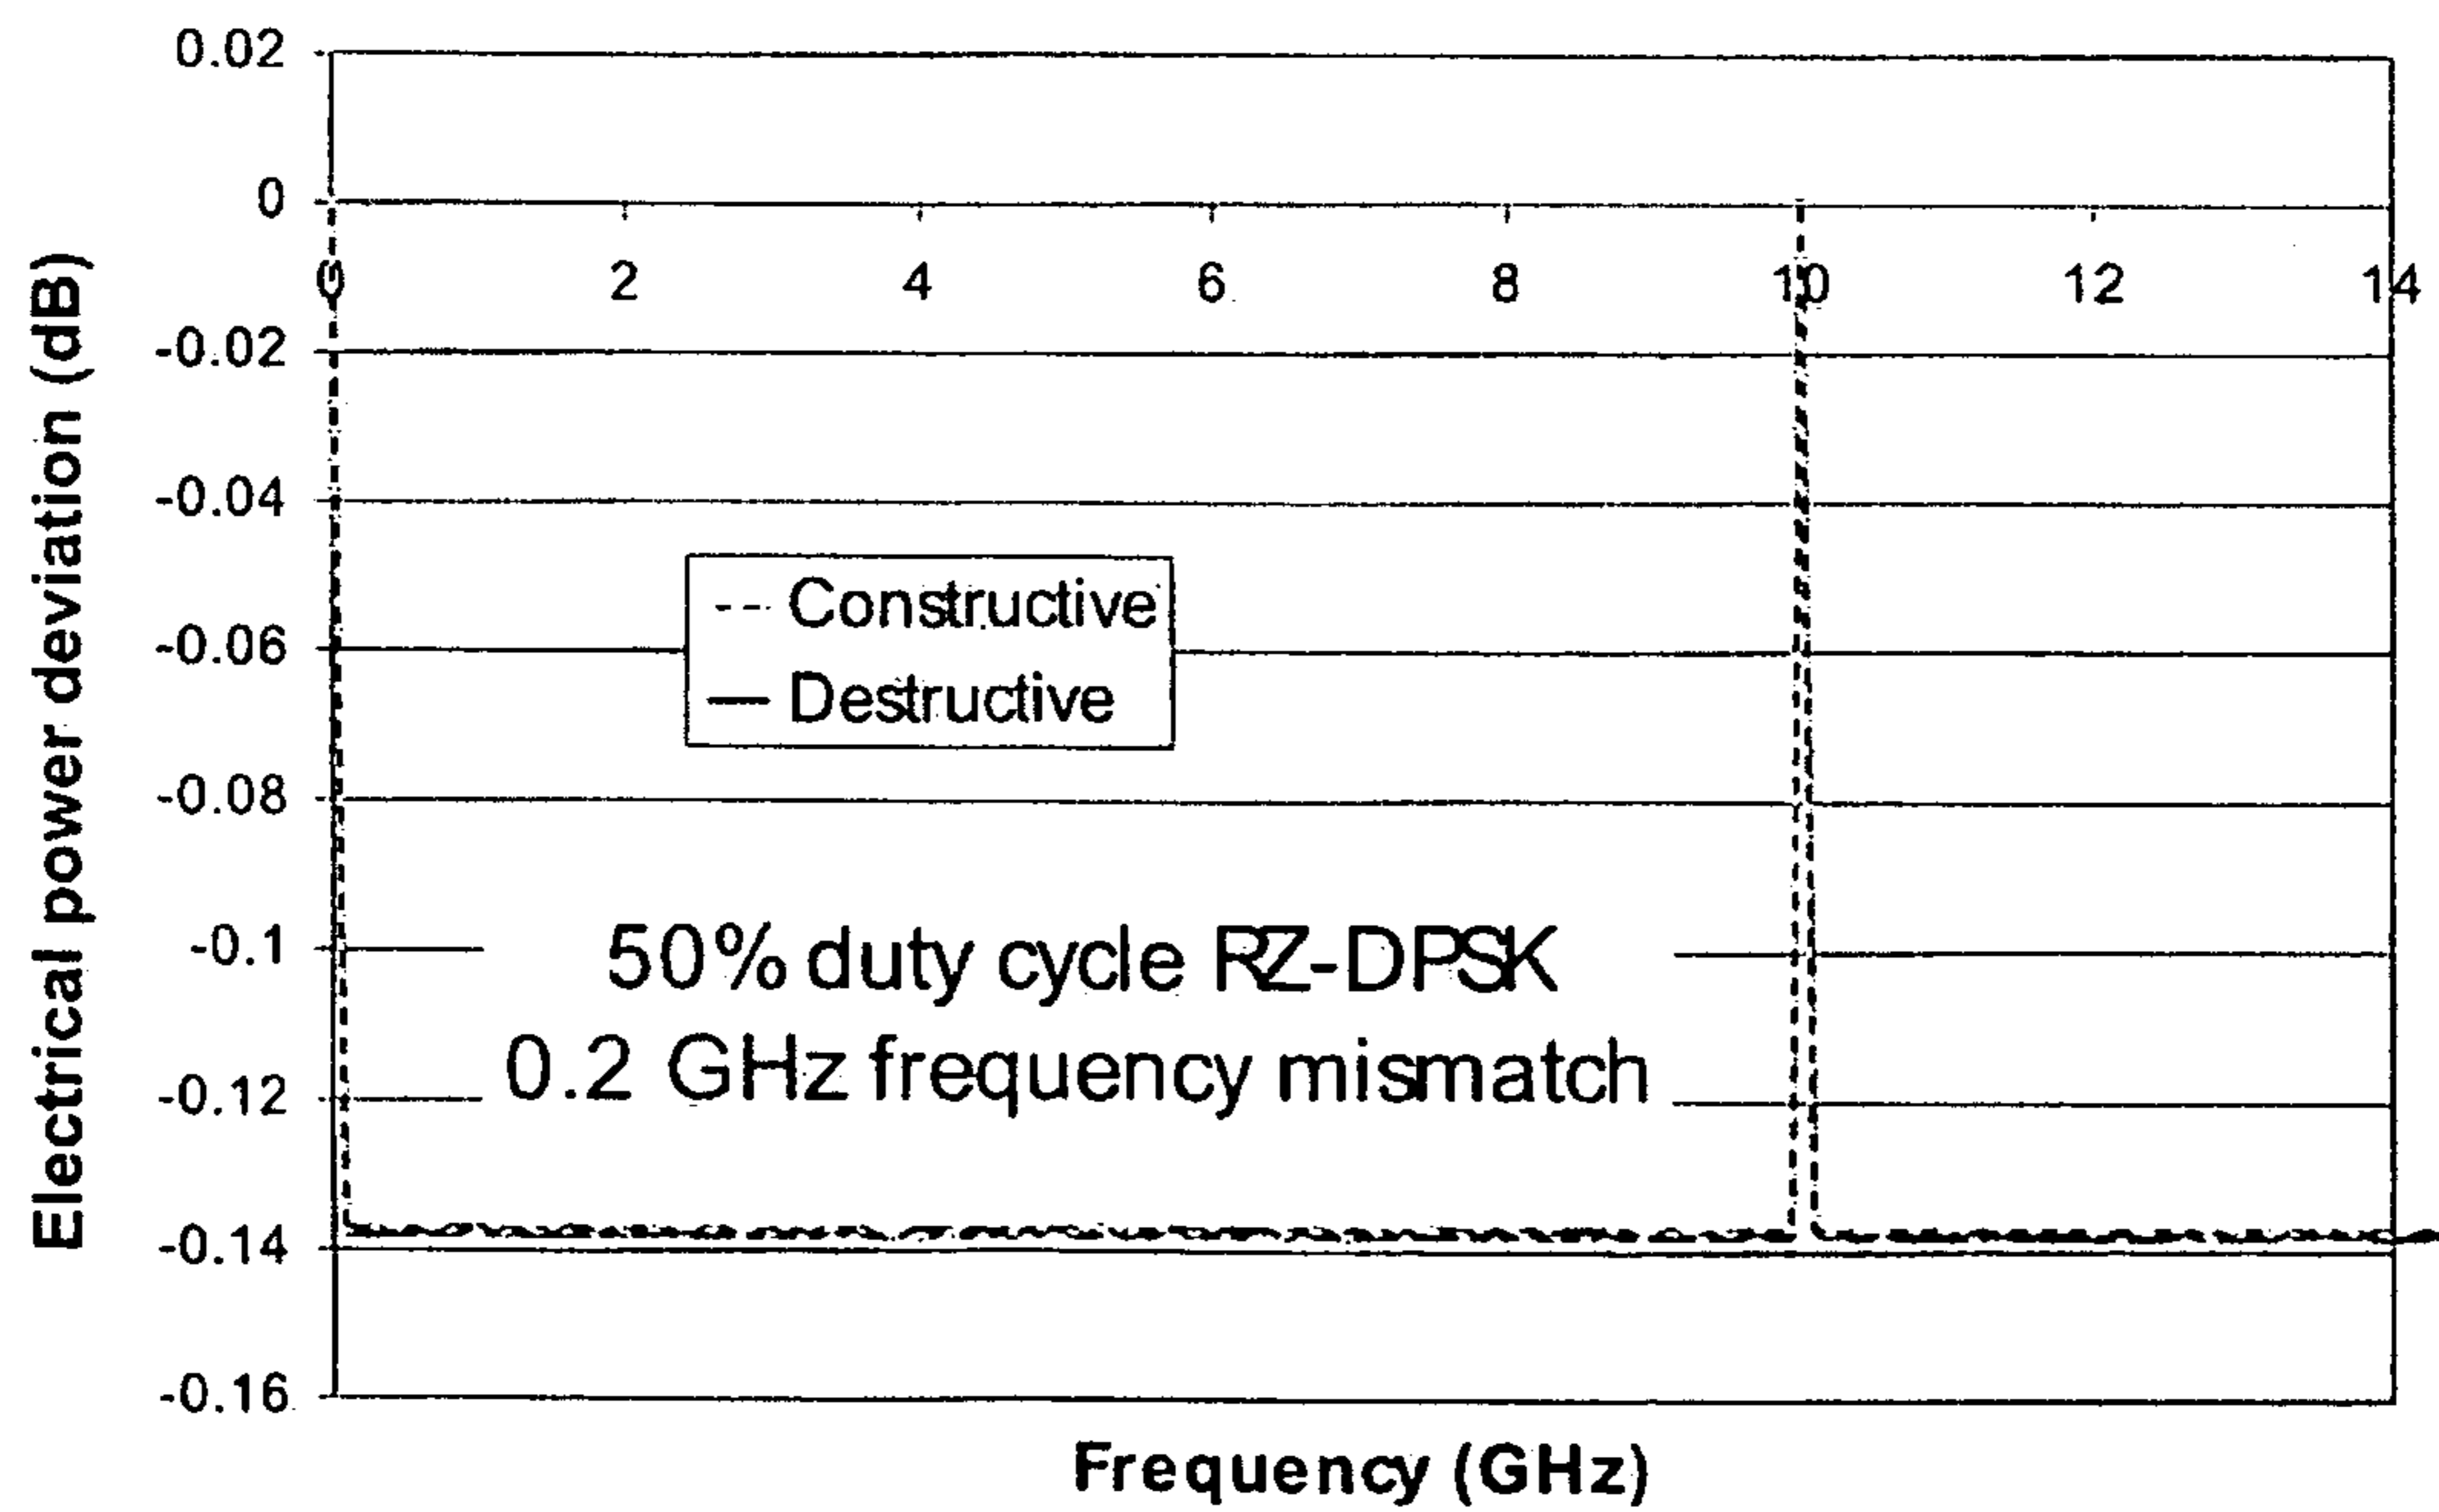 0.02
0
-0.02
-0.04
-0.06
-0.08
-0.1
-0.12
-0.14
-0.16
Electrical power deviation (dB)
0 2 4 6 8 10 12 14
Constructive
Destructive
50% duty cycle RZ-DPSK
0.2 GHz frequency mismatch
Frequency (GHz)